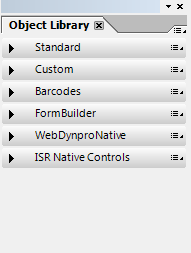 Object Library
Standard
Custom
Barcodes
FormBuilder
WebDynproNative
ISR Native Controls